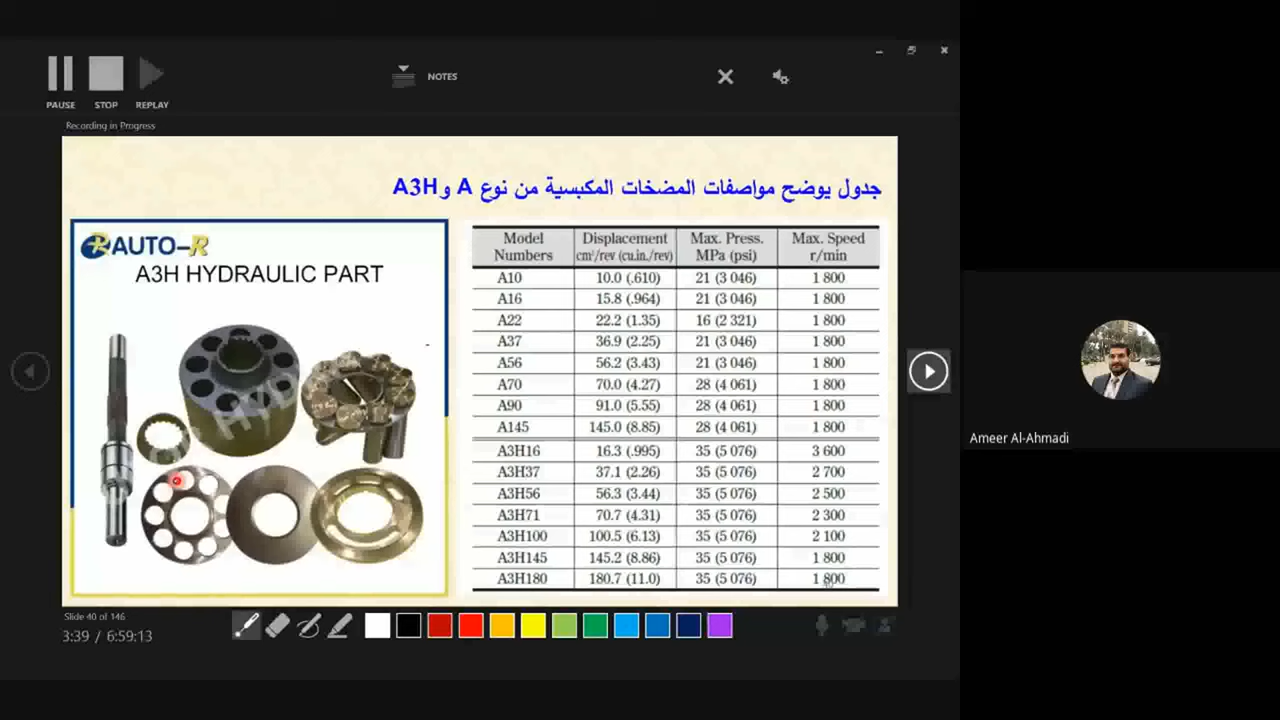 NOTES
PAUSE STOP REPLAY
Recording in Progress
جدول يوضح مواصفات المضخات المكبسية من نوع A وA3H
AUTO-R
A3H HYDRAULIC PART
Model Numbers Displacement cm³/rev (cu.in./rev) Max. Press. MPa (psi) Max. Speed r/min
A10 10.0 (.610) 21 (3 046) 1 800
A16 15.8 (.964) 21 (3 046) 1 800
A22 22.2 (1.35) 16 (2 321) 1 800
A37 36.9 (2.25) 21 (3 046) 1 800
A56 56.2 (3.43) 21 (3 046) 1 800
A70 70.0 (4.27) 28 (4 061) 1 800
A90 91.0 (5.55) 28 (4 061) 1 800
A145 145.0 (8.85) 28 (4 061) 1 800
A3H16 16.3 (.995) 35 (5 076) 3 600
A3H37 37.1 (2.26) 35 (5 076) 2 700
A3H56 56.3 (3.44) 35 (5 076) 2 500
A3H71 70.7 (4.31) 35 (5 076) 2 300
A3H100 100.5 (6.13) 35 (5 076) 2 100
A3H145 145.2 (8.86) 35 (5 076) 1 800
A3H180 180.7 (11.0) 35 (5 076) 1 800
Slide 40 of 146
3:39 / 6:59:13
Ameer Al-Ahmadi